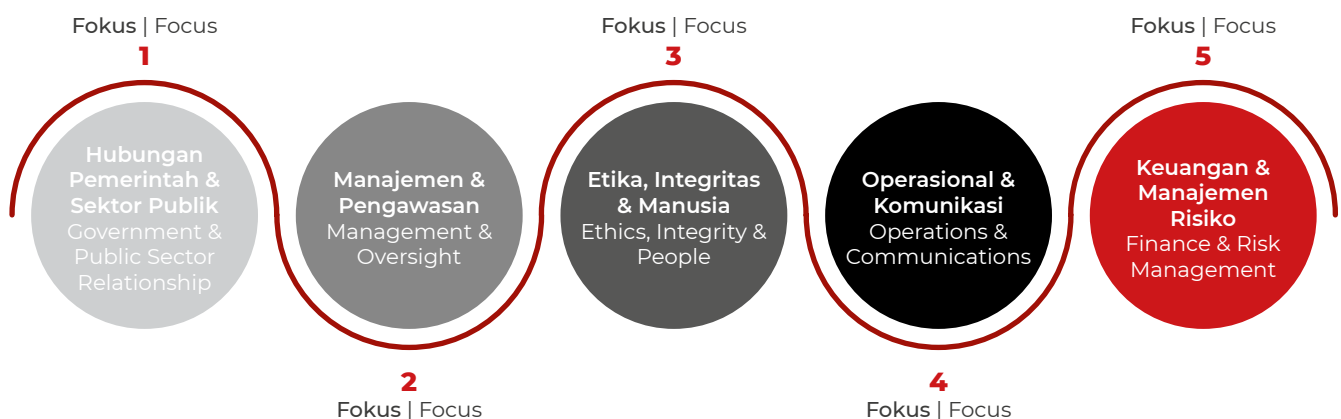 Fokus | Focus
1
Hubungan
Pemerintah &
Sektor Publik
Government &
Public Sector
Relationship
Manajemen &
Pengawasan
Management &
Oversight
2
Fokus | Focus
Fokus | Focus
3
Etika, Integritas
& Manusia
Ethics, Integrity &
People
Operasional &
Komunikasi
Operations &
Communications
4
Fokus | Focus
Fokus | Focus
5
Keuangan &
Manajemen
Risiko
Finance & Risk
Management